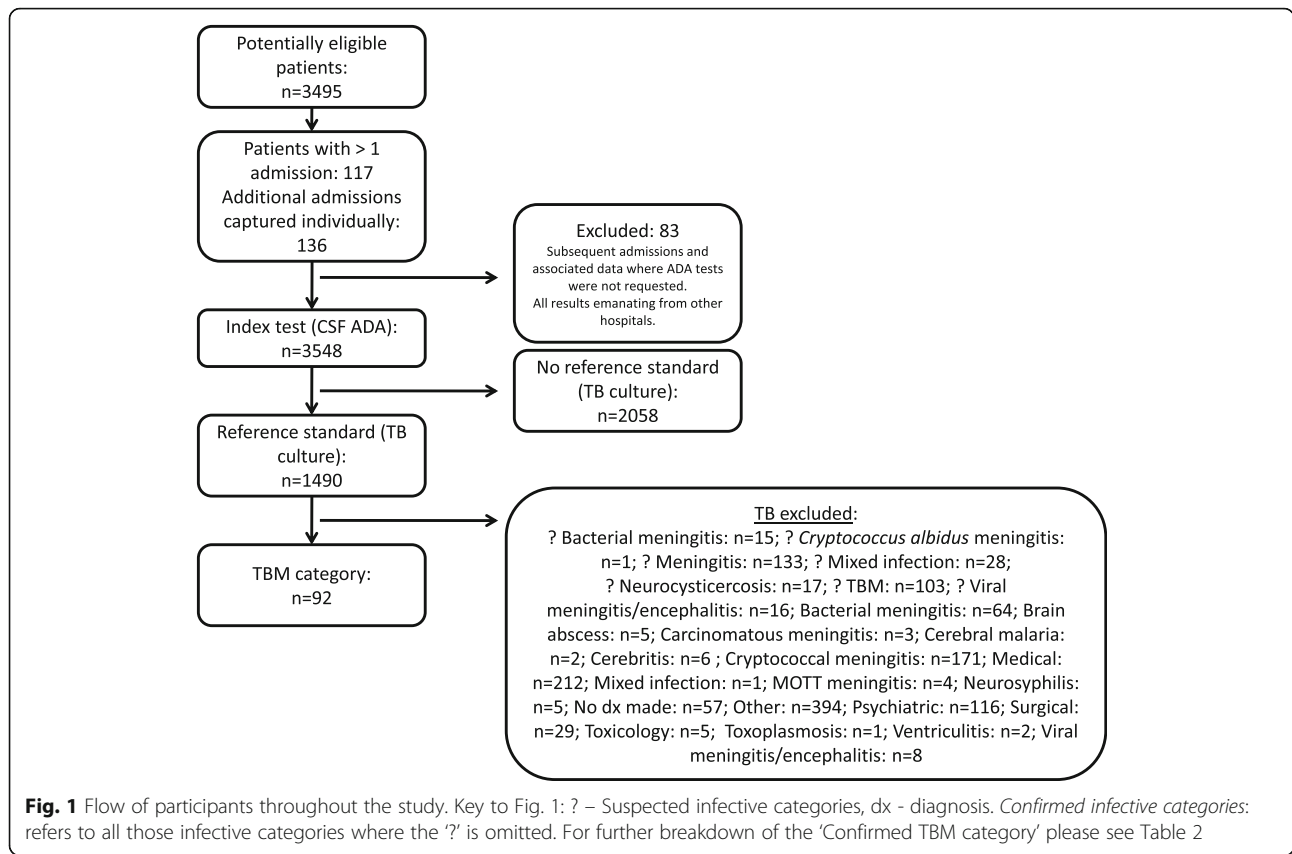 Potentially eligible
patients:
n=3495
Patients with > 1
admission: 117
Additional admissions
captured individually:
136
Excluded: 83
Subsequent admissions and
associated data where ADA tests
were not requested.
All results emanating from other
hospitals.
Index test (CSF ADA):
n=3548
No reference standard
(TB culture):
n=2058
Reference standard (TB
culture):
n=1490
TB excluded:
? Bacterial meningitis: n=15; ? Cryptococcus albidus meningitis:
n=1; ? Meningitis: n=133; ? Mixed infection: n=28;
? Neurocysticercosis: n=17; ? TBM: n=103; ? Viral
meningitis/encephalitis: n=16; Bacterial meningitis: n=64; Brain
abscess: n=5; Carcinomatous meningitis: n=3; Cerebral malaria:
n=2; Cerebritis: n=6 ; Cryptococcal meningitis: n=171; Medical:
n=212; Mixed infection: n=1; MOTT meningitis: n=4; Neurosyphilis:
n=5; No dx made: n=57; Other: n=394; Psychiatric: n=116; Surgical:
n=29; Toxicology: n=5; Toxoplasmosis: n=1; Ventriculitis: n=2; Viral
meningitis/encephalitis: n=8
TBM category:
n=92
Fig. 1 Flow of participants throughout the study. Key to Fig. 1: ? – Suspected infective categories, dx - diagnosis. Confirmed infective categories:
refers to all those infective categories where the ‘?’ is omitted. For further breakdown of the ‘Confirmed TBM category’ please see Table 2